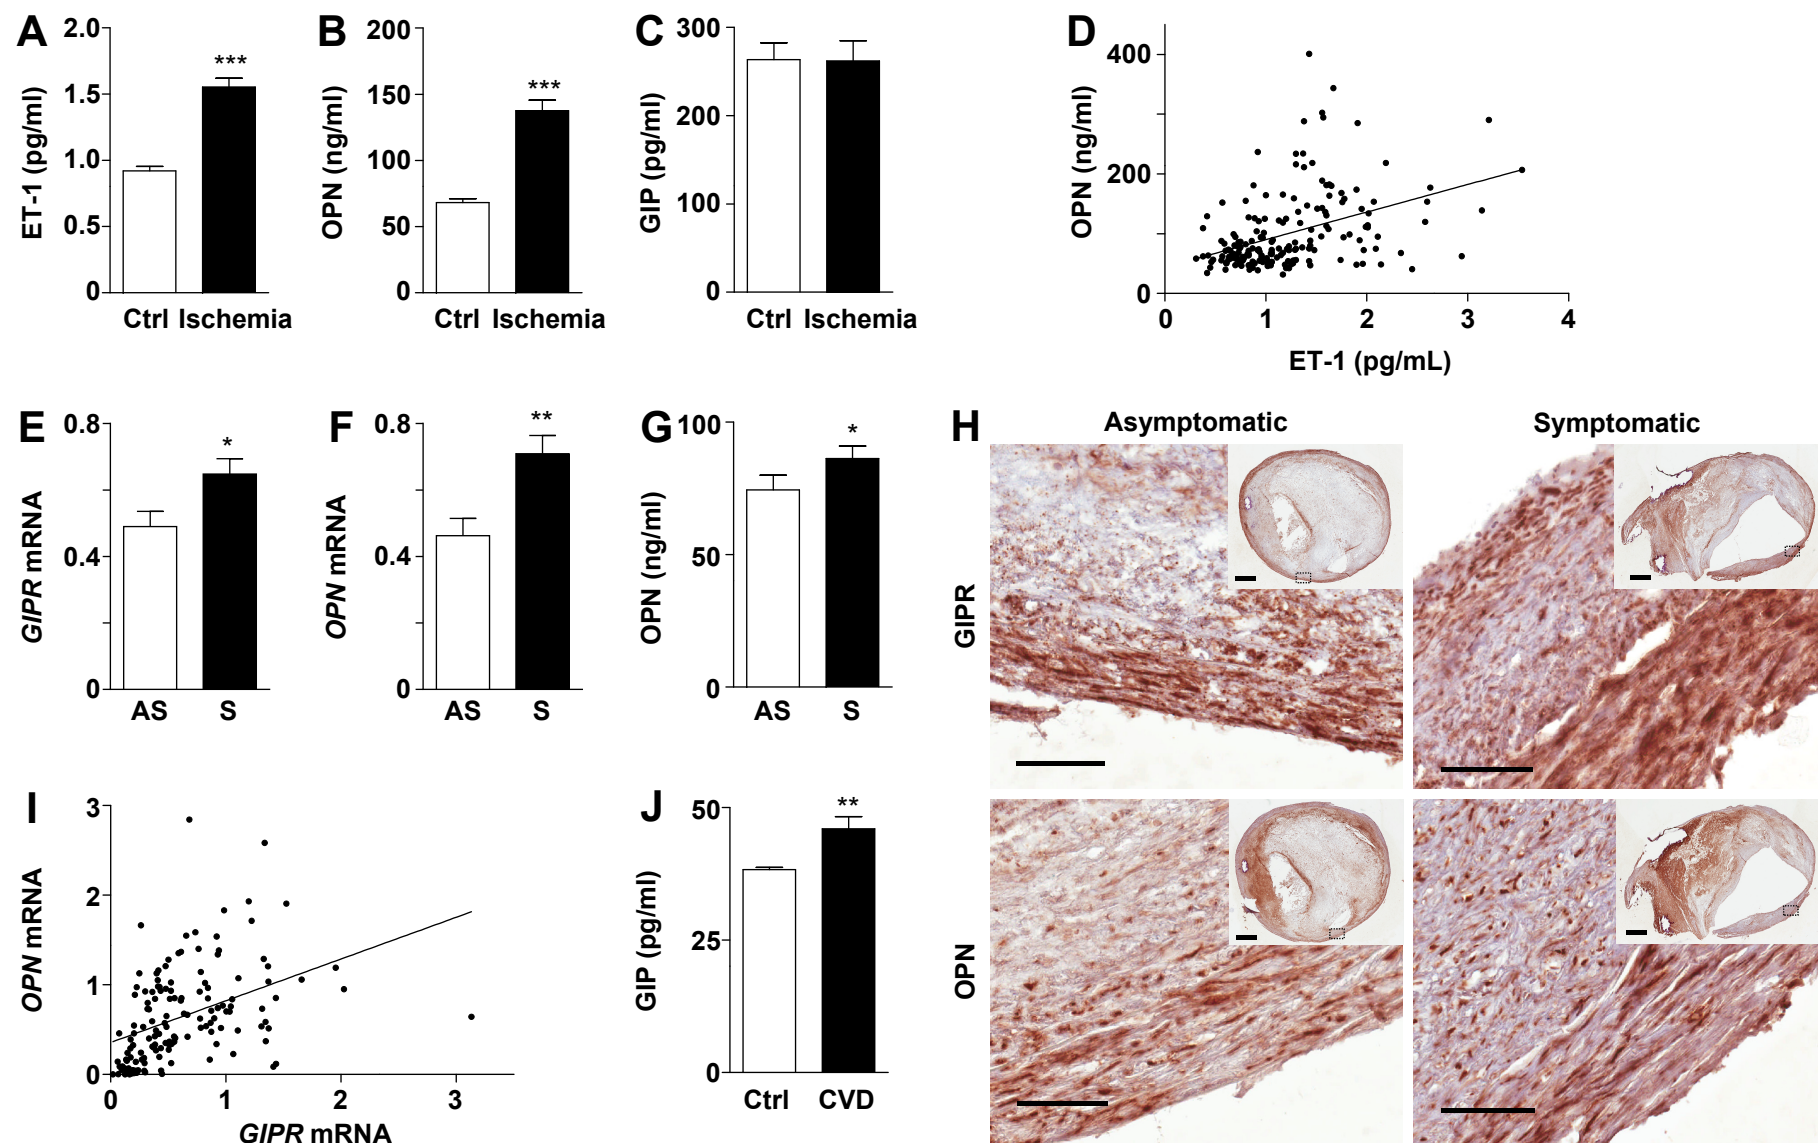 A
ET-1 (pg/ml)
2.0
1.5
1.0
0.5
0
***
Ctrl Ischemia
B
OPN (ng/ml)
200
150
100
50
0
***
Ctrl Ischemia
C
GIP (pg/ml)
300
200
100
0
Ctrl Ischemia
D
OPN (ng/ml)
400
200
0
0 1 2 3 4
ET-1 (pg/mL)
E
GIPR mRNA
0.8
0.4
0
*
AS S
F
OPN mRNA
0.8
0.4
0
**
AS S
G
OPN (ng/ml)
100
50
0
*
AS S
H
Asymptomatic Symptomatic
GIPR
OPN
I
OPN mRNA
3
2
1
0
0 1 2 3
GIPR mRNA
J
GIP (pg/ml)
50
25
0
**
Ctrl CVD